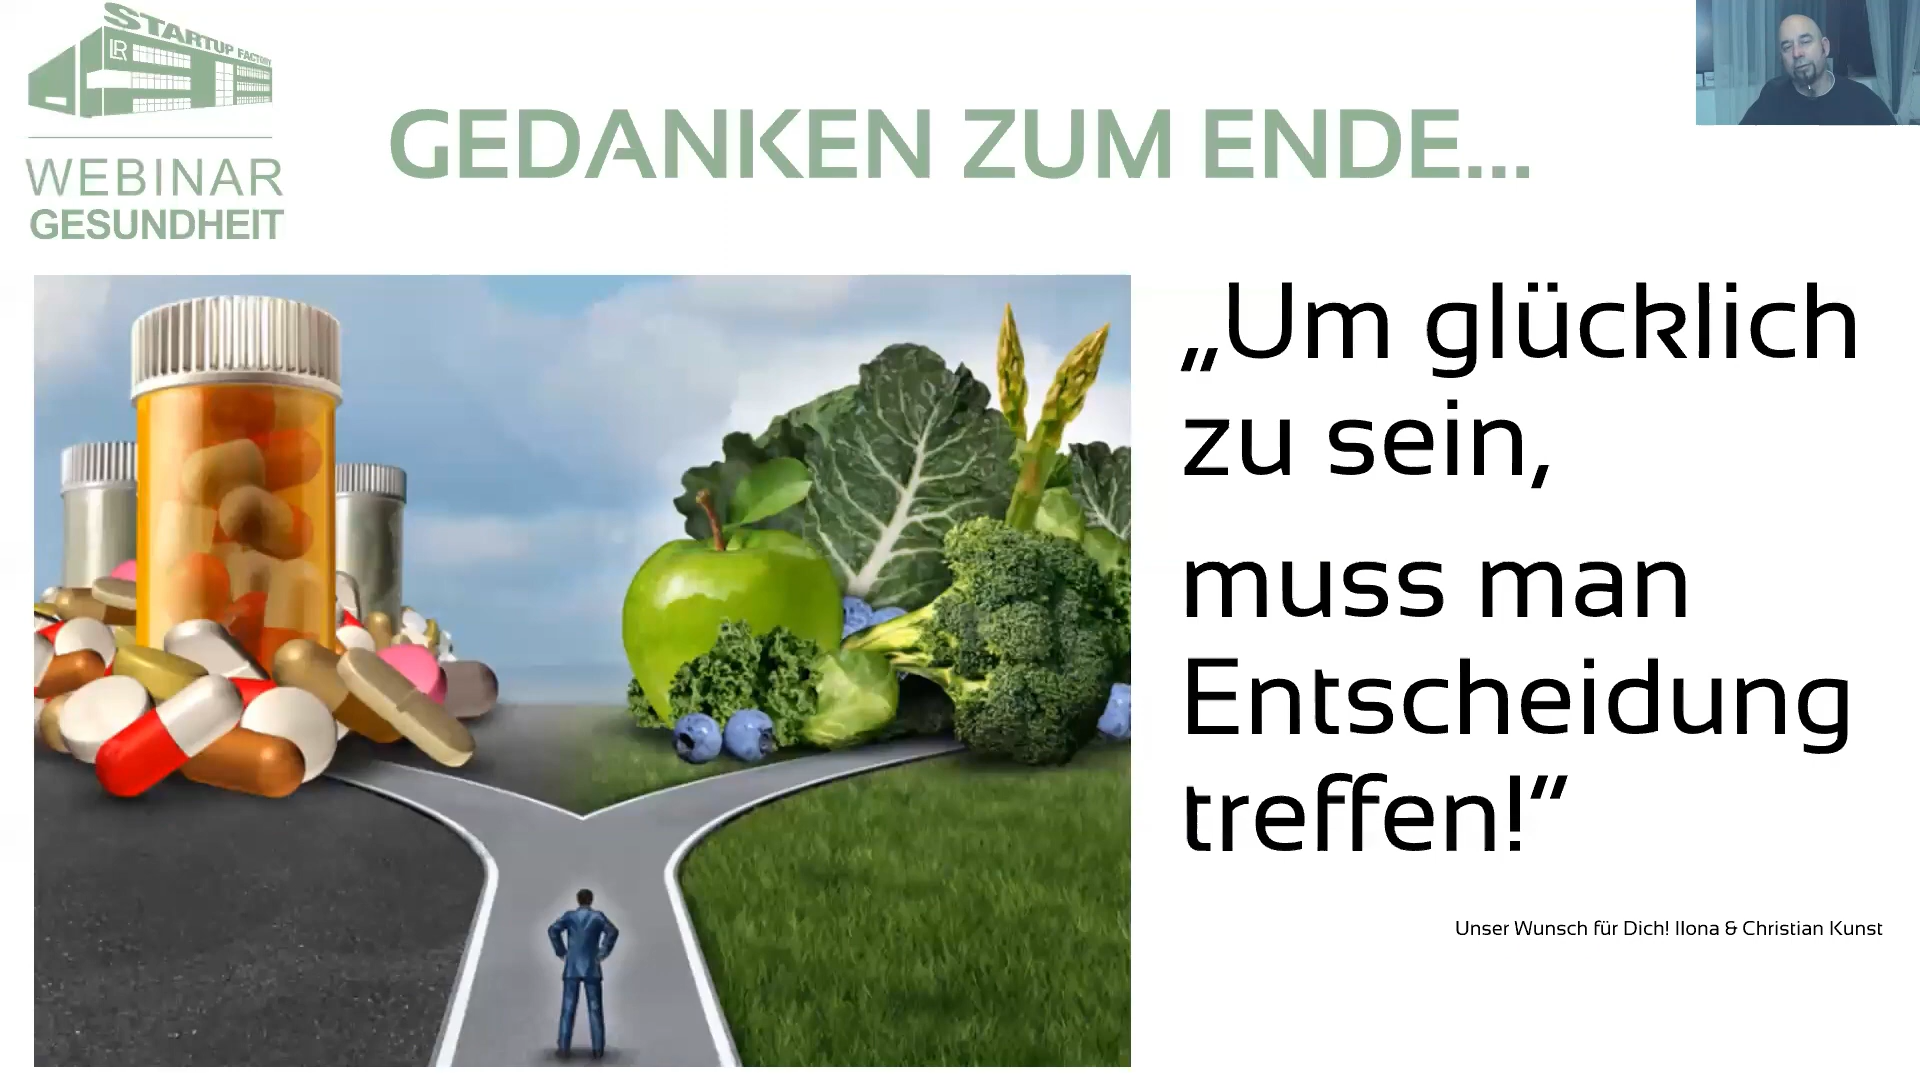 STARTUP FACTORY
LR
WEBINAR
GESUNDHEIT
GEDANKEN ZUM ENDE...
„Um glücklich
zu sein,
muss man
Entscheidung
treffen!“
Unser Wunsch für Dich! Ilona & Christian Kunst